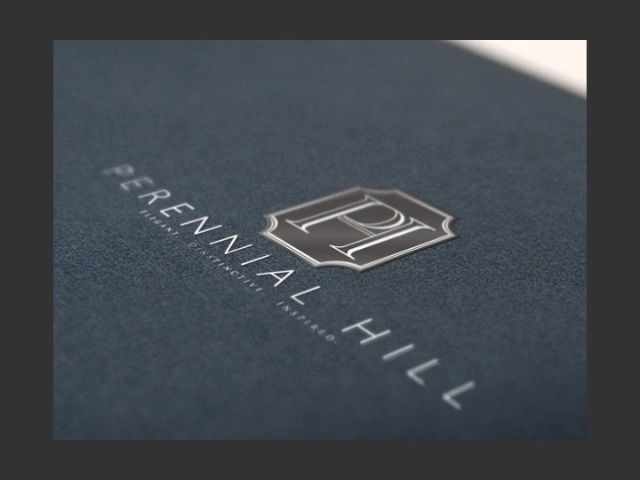 PH
PERENNIAL HILL
ELEGANT · DISTINCTIVE · INSPIRED